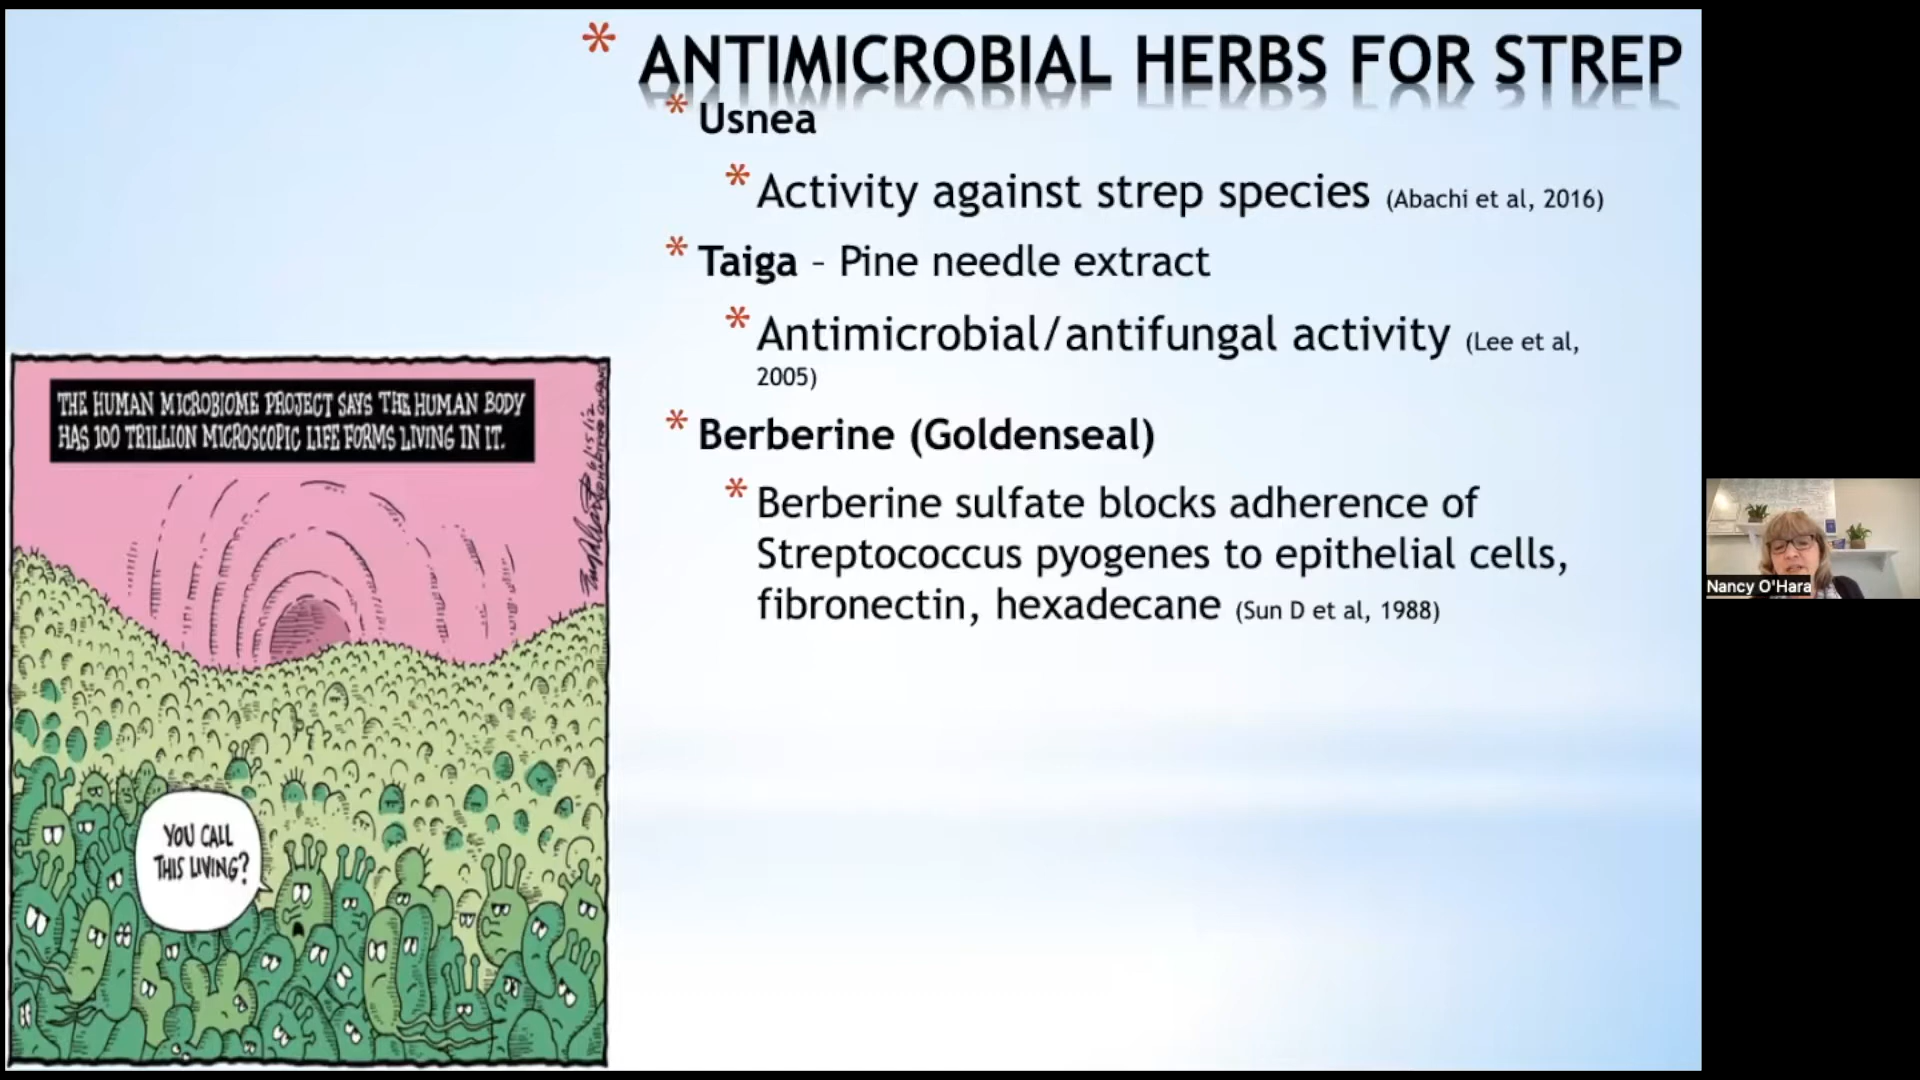 * ANTIMICROBIAL HERBS FOR STREP
* Usnea
* Activity against strep species (Abachi et al, 2016)
* Taiga – Pine needle extract
* Antimicrobial/antifungal activity (Lee et al,
2005)
* Berberine (Goldenseal)
* Berberine sulfate blocks adherence of
Streptococcus pyogenes to epithelial cells,
fibronectin, hexadecane (Sun D et al, 1988)
THE HUMAN MICROBIOME PROJECT SAYS THE HUMAN BODY
HAS 100 TRILLION MICROSCOPIC LIFE FORMS LIVING IN IT.
6/15/12
YOU CALL
THIS LIVING?
Nancy O'Hara